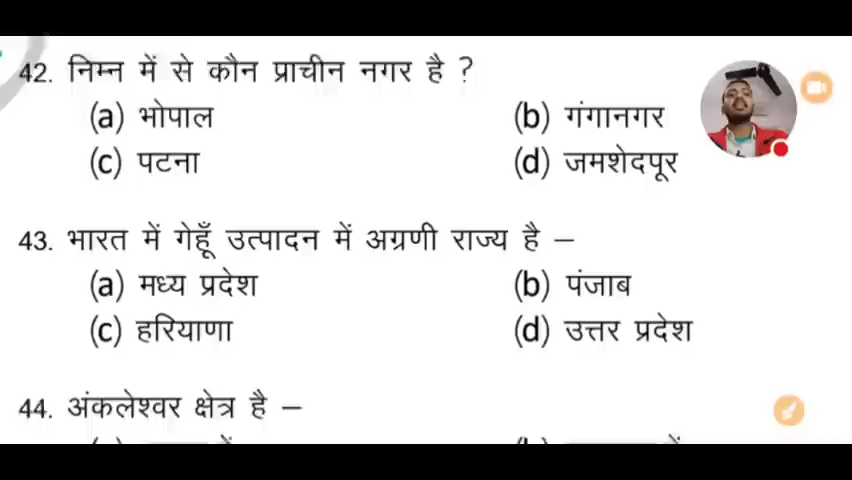 42. निम्न में से कौन प्राचीन नगर है ?
(a) भोपाल (b) गंगानगर
(c) पटना (d) जमशेदपूर
43. भारत में गेहूँ उत्पादन में अग्रणी राज्य है –
(a) मध्य प्रदेश (b) पंजाब
(c) हरियाणा (d) उत्तर प्रदेश
44. अंकलेश्वर क्षेत्र है –